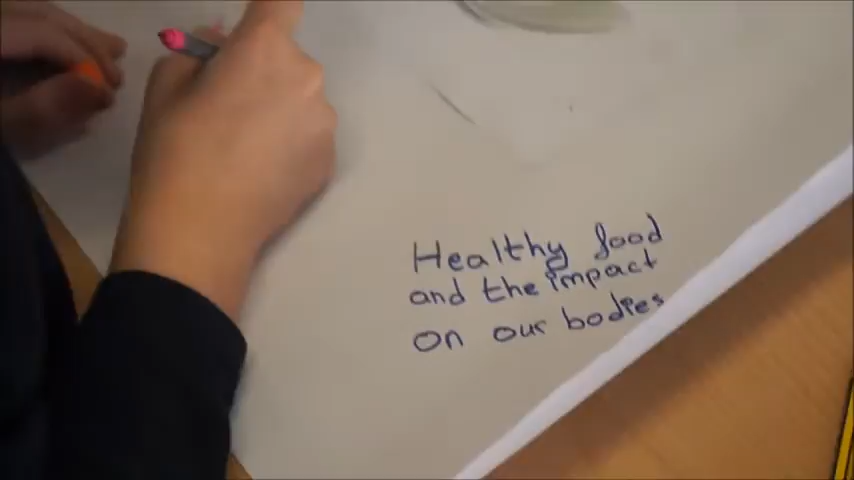 Healthy food
and the impact
on our bodies